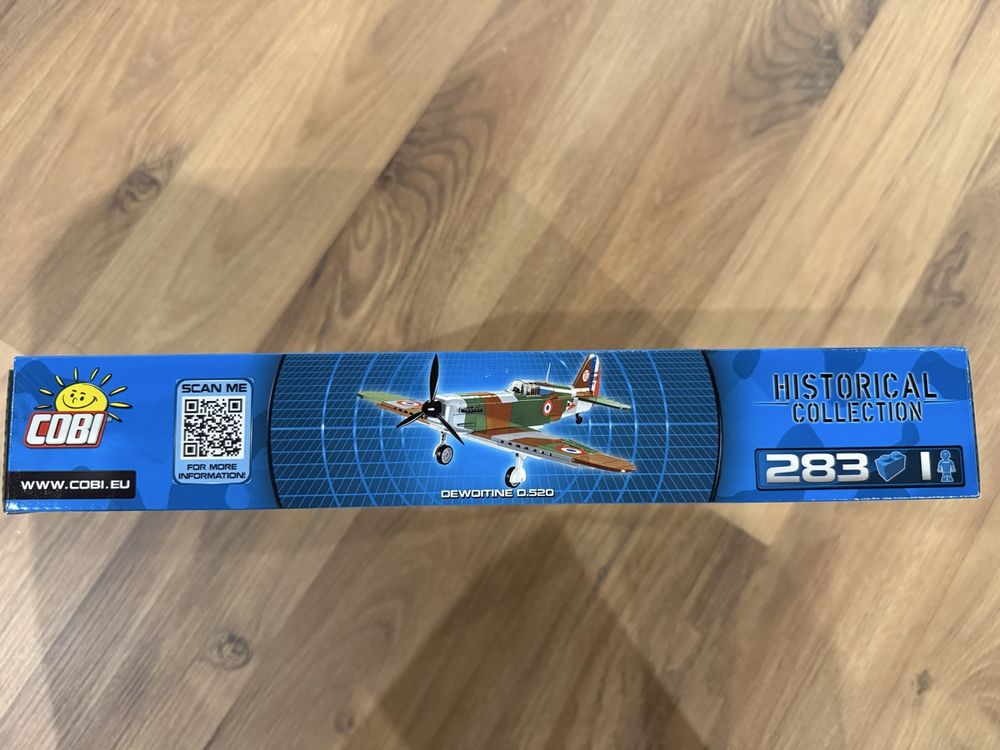 COBI
WWW.COBI.EU
SCAN ME
FOR MORE
INFORMATION!
DEWOITINE D.520
HISTORICAL
COLLECTION
283 1